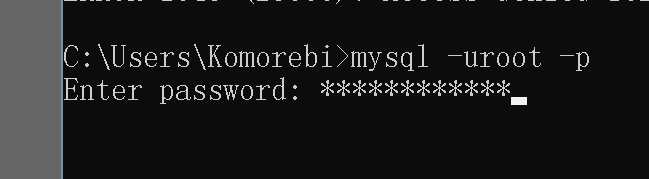 C:\Users\Komorebi>mysql -uroot -p
Enter password: ************